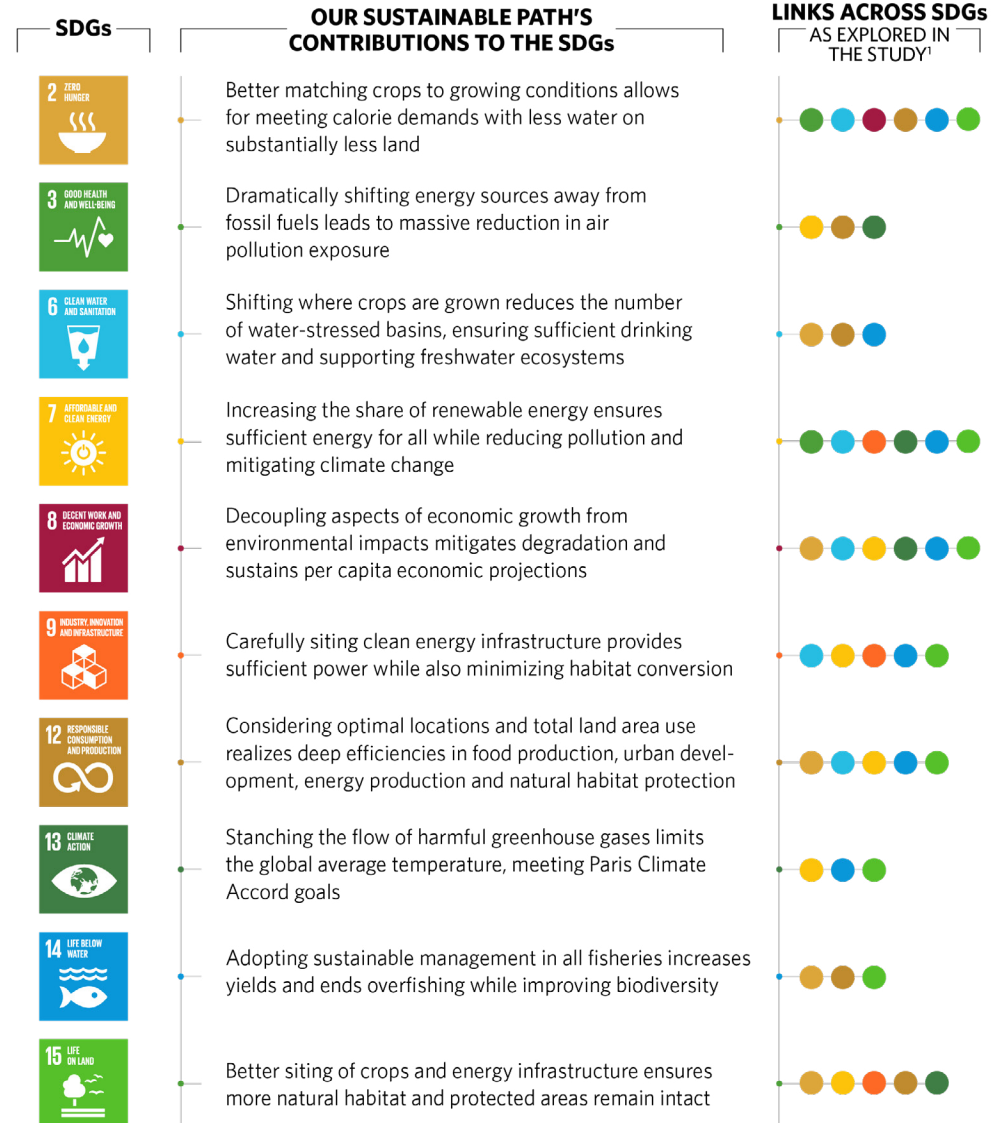 SDGs
OUR SUSTAINABLE PATH'S
CONTRIBUTIONS TO THE SDGs
LINKS ACROSS SDGs
AS EXPLORED IN
THE STUDY¹
2 ZERO
HUNGER
Better matching crops to growing conditions allows
for meeting calorie demands with less water on
substantially less land
3 GOOD HEALTH
AND WELL-BEING
Dramatically shifting energy sources away from
fossil fuels leads to massive reduction in air
pollution exposure
6 CLEAN WATER
AND SANITATION
Shifting where crops are grown reduces the number
of water-stressed basins, ensuring sufficient drinking
water and supporting freshwater ecosystems
7 AFFORDABLE AND
CLEAN ENERGY
Increasing the share of renewable energy ensures
sufficient energy for all while reducing pollution and
mitigating climate change
8 DECENT WORK AND
ECONOMIC GROWTH
Decoupling aspects of economic growth from
environmental impacts mitigates degradation and
sustains per capita economic projections
9 INDUSTRY, INNOVATION
AND INFRASTRUCTURE
Carefully siting clean energy infrastructure provides
sufficient power while also minimizing habitat conversion
12 RESPONSIBLE
CONSUMPTION
AND PRODUCTION
Considering optimal locations and total land area use
realizes deep efficiencies in food production, urban devel-
opment, energy production and natural habitat protection
13 CLIMATE
ACTION
Stanching the flow of harmful greenhouse gases limits
the global average temperature, meeting Paris Climate
Accord goals
14 LIFE BELOW
WATER
Adopting sustainable management in all fisheries increases
yields and ends overfishing while improving biodiversity
15 LIFE
ON LAND
Better siting of crops and energy infrastructure ensures
more natural habitat and protected areas remain intact